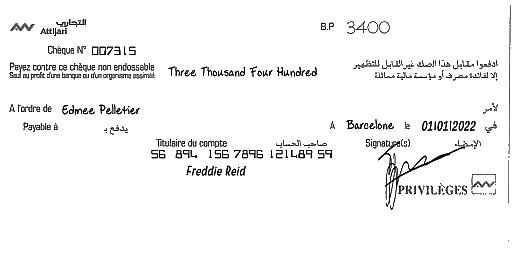 التجاري
Attijari
B.P 3400
Chèque N° 007315
Payez contre ce chèque non endossable
Sauf au profit d'une banque ou d'un organisme assimilé
Three Thousand Four Hundred
ادفعوا مقابل هذا الصك غير القابل للتظهير
إلا لفائدة مصرف أو مؤسسة مالية مماثلة
A l'ordre de Edmee Pelletier لأمر
Payable à يدفع بـ
A Barcelone le 01/01/2022 في
Titulaire du compte صاحب الحساب Signature(s) الإمضاء
56 894 156 7896 121489 59
Freddie Reid
PRIVILÈGES